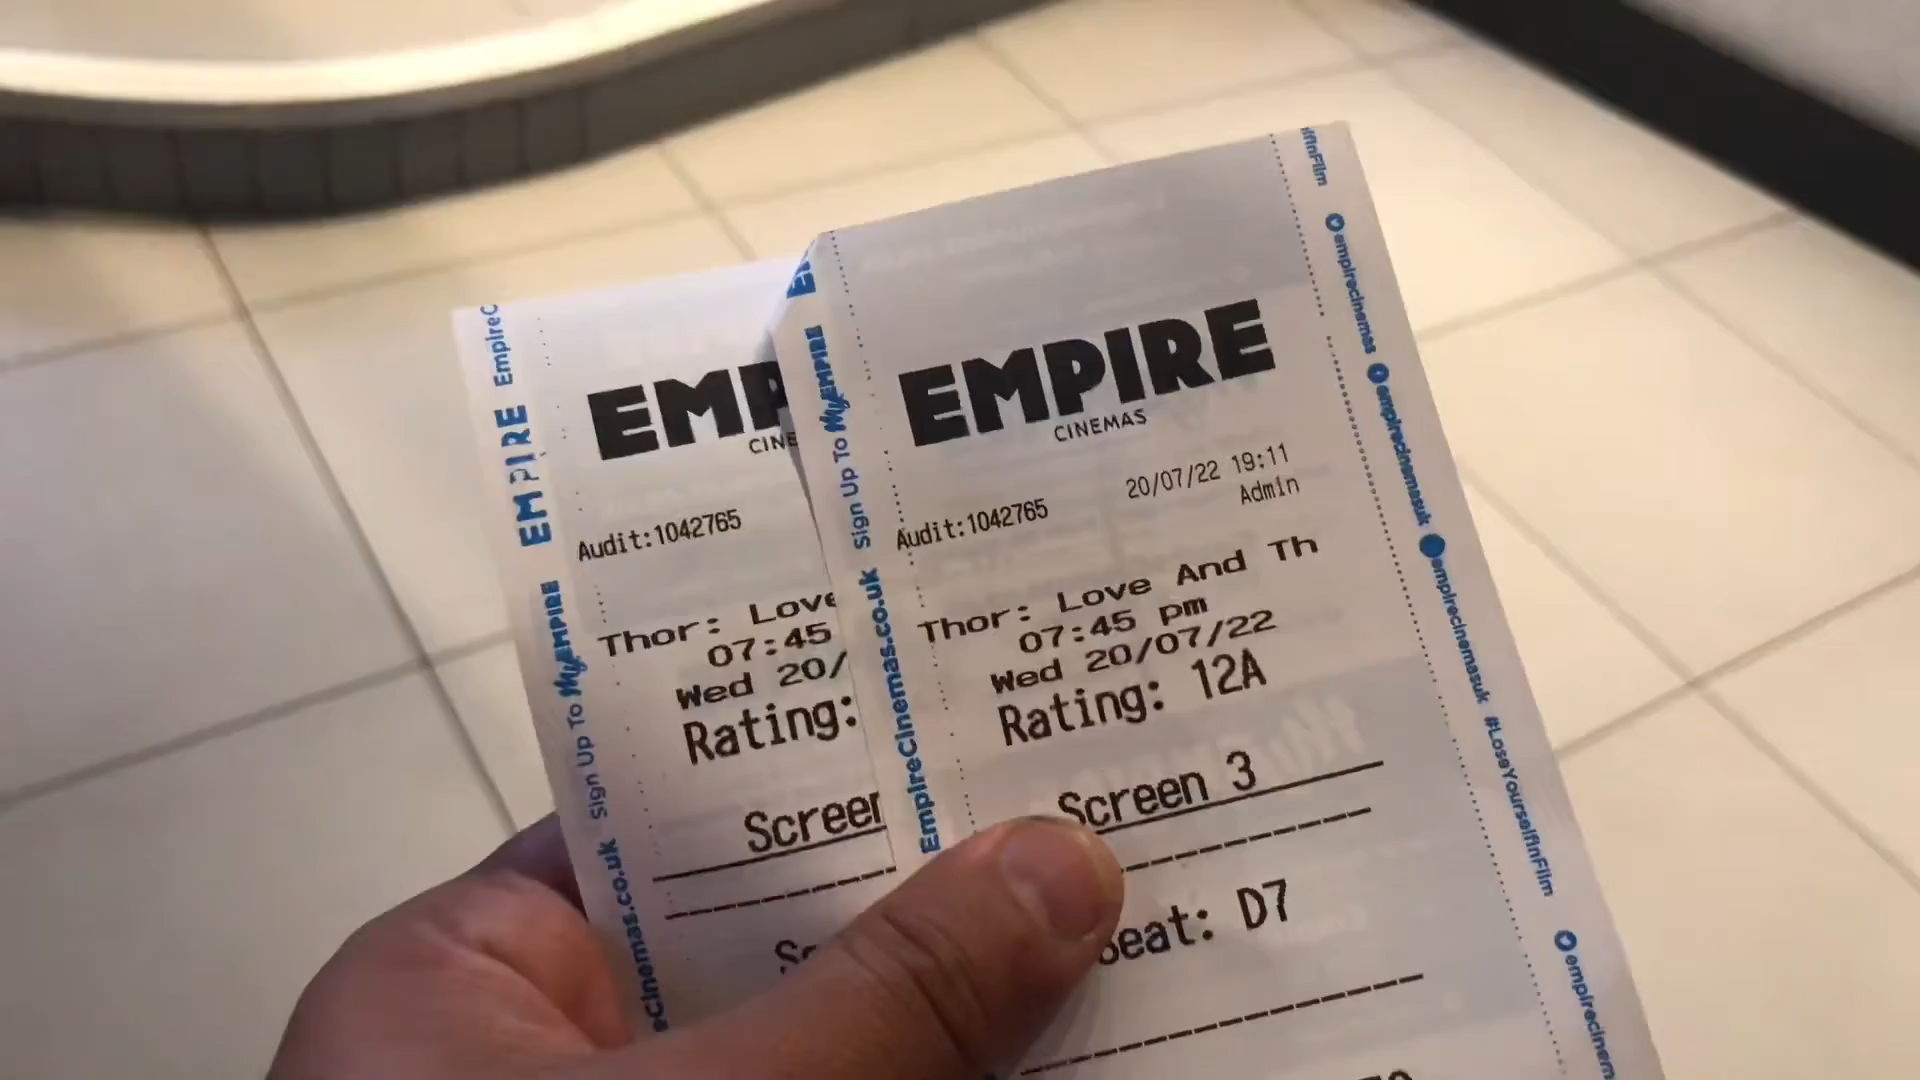 EmpireC
EMPIRE
Sign Up To MyEMPIRE
eCinemas.co.uk
EMP
CINE
Audit:1042765
Thor: Love
07:45
Wed 20/
Rating:
Screen
Sign Up To MyEMPIRE
EmpireCinemas.co.uk
EMPIRE
CINEMAS
20/07/22 19:11
Admin
Audit:1042765
Thor: Love And Th
07:45 pm
Wed 20/07/22
Rating: 12A
Screen 3
Seat: D7
lfInFilm
empirecinemas
empirecinemasuk
empirecinemasuk #LoseYourselfInFilm
empirecinem